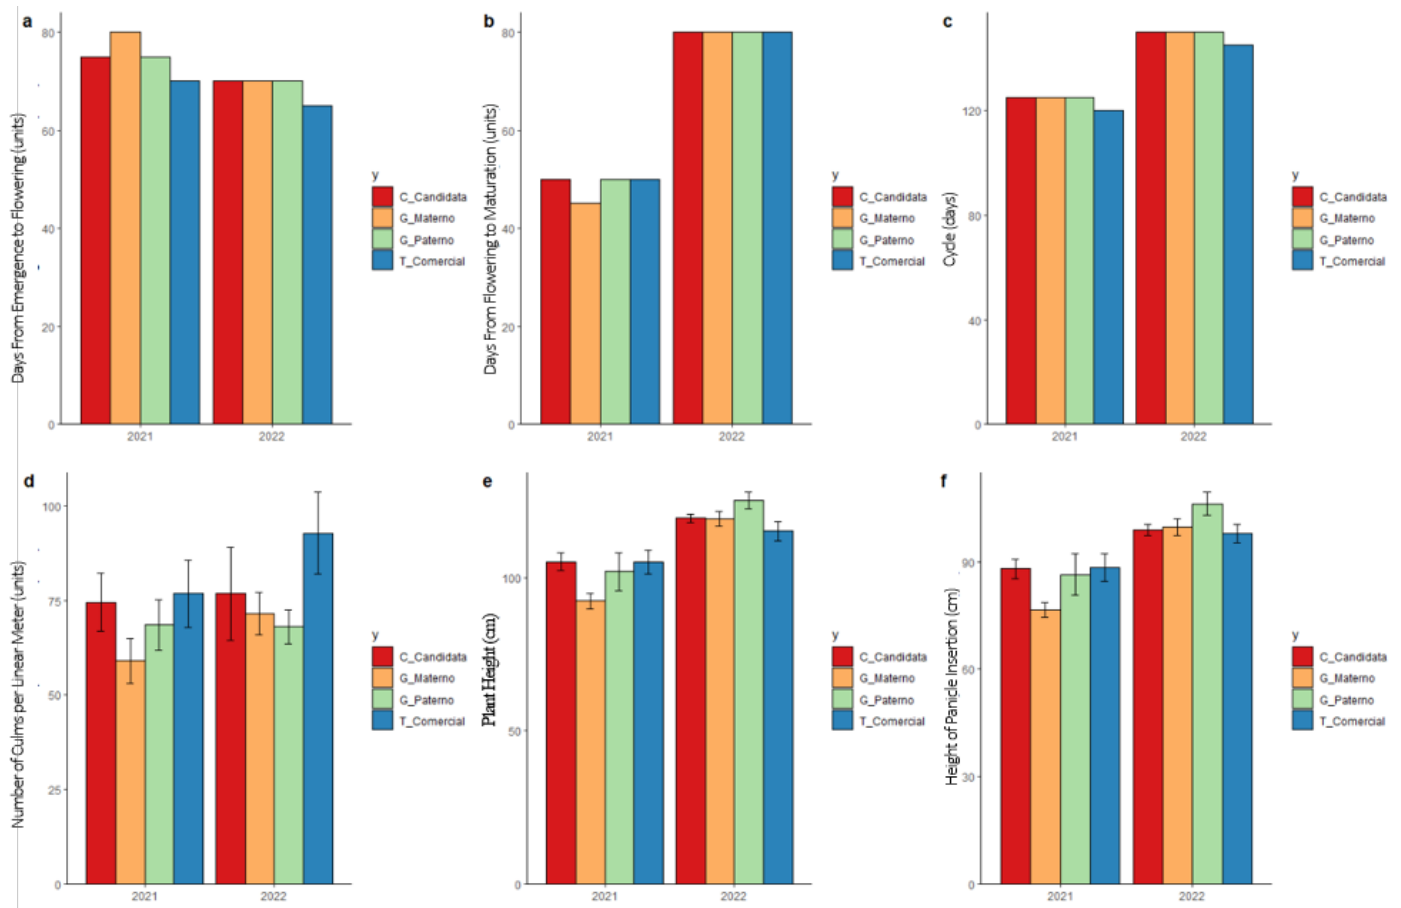 a
Days From Emergence to Flowering (units)
80
60
40
20
0
2021
2022
y
C_Candidata
G_Materno
G_Paterno
T_Comercial
b
Days From Flowering to Maturation (units)
80
60
40
20
0
2021
2022
y
C_Candidata
G_Materno
G_Paterno
T_Comercial
c
Cycle (days)
120
80
40
0
2021
2022
y
C_Candidata
G_Materno
G_Paterno
T_Comercial
d
Number of Culms per Linear Meter (units)
100
75
50
25
0
2021
2022
y
C_Candidata
G_Materno
G_Paterno
T_Comercial
e
Plant Height (cm)
100
50
0
2021
2022
y
C_Candidata
G_Materno
G_Paterno
T_Comercial
f
Height of Panicle Insertion (cm)
90
60
30
0
2021
2022
y
C_Candidata
G_Materno
G_Paterno
T_Comercial